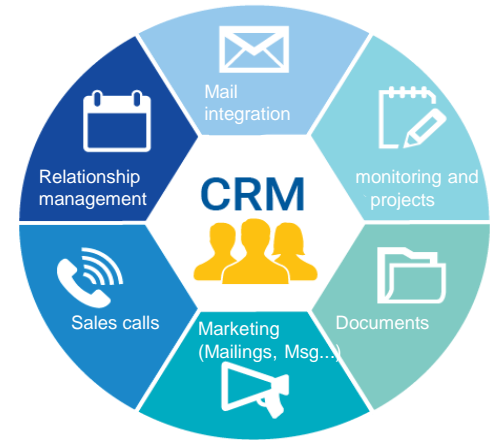 Mail
integration
Relationship
management
monitoring and
projects
CRM
Sales calls
Marketing
(Mailings, Msg...)
Documents